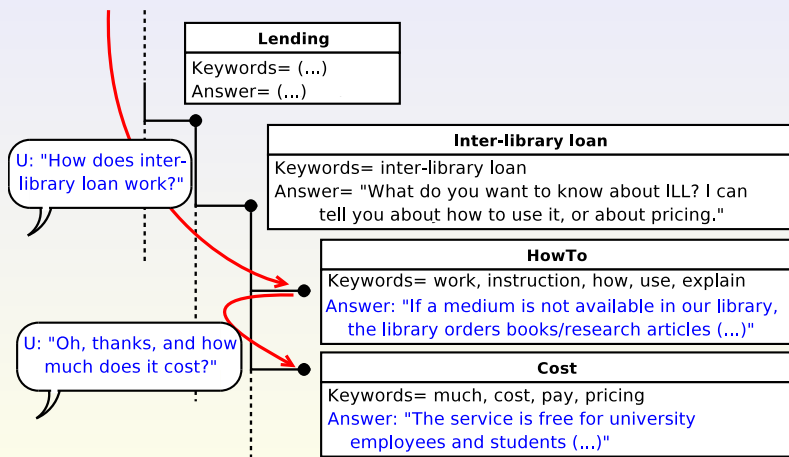 Lending
Keywords= (...)
Answer= (...)
U: "How does inter-
library loan work?"
Inter-library loan
Keywords= inter-library loan
Answer= "What do you want to know about ILL? I can
tell you about how to use it, or about pricing."
HowTo
Keywords= work, instruction, how, use, explain
Answer: "If a medium is not available in our library,
the library orders books/research articles (...)"
U: "Oh, thanks, and how
much does it cost?"
Cost
Keywords= much, cost, pay, pricing
Answer: "The service is free for university
employees and students (...)"